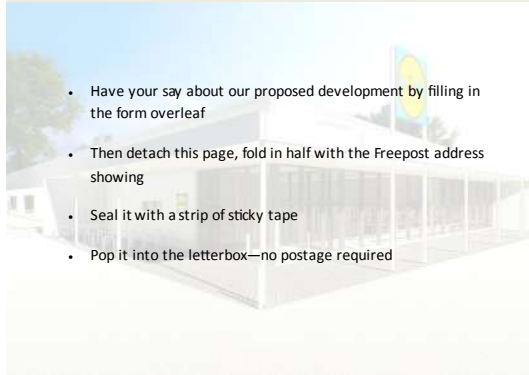 • Have your say about our proposed development by filling in
the form overleaf
• Then detach this page, fold in half with the Freepost address
showing
• Seal it with a strip of sticky tape
• Pop it into the letterbox—no postage required